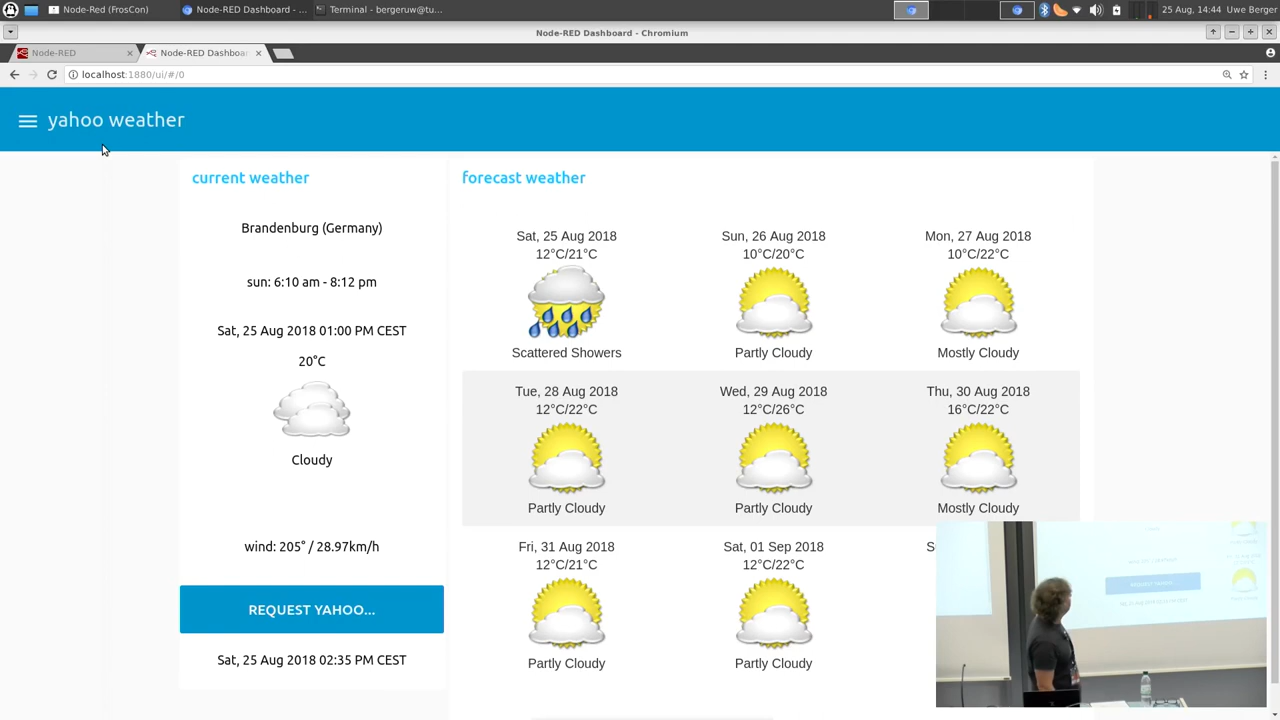 Node-Red (FrosCon)
Node-RED Dashboard - ...
Terminal - bergeruw@tu...
25 Aug, 14:44 Uwe Berger
Node-RED Dashboard - Chromium
Node-RED
Node-RED Dashboa
localhost:1880/ui/#/0
yahoo weather
current weather
Brandenburg (Germany)
sun: 6:10 am - 8:12 pm
Sat, 25 Aug 2018 01:00 PM CEST
20°C
Cloudy
wind: 205° / 28.97km/h
REQUEST YAHOO...
Sat, 25 Aug 2018 02:35 PM CEST
forecast weather
Sat, 25 Aug 2018
12°C/21°C
Scattered Showers
Sun, 26 Aug 2018
10°C/20°C
Partly Cloudy
Mon, 27 Aug 2018
10°C/22°C
Mostly Cloudy
Tue, 28 Aug 2018
12°C/22°C
Partly Cloudy
Wed, 29 Aug 2018
12°C/26°C
Partly Cloudy
Thu, 30 Aug 2018
16°C/22°C
Mostly Cloudy
Fri, 31 Aug 2018
12°C/21°C
Partly Cloudy
Sat, 01 Sep 2018
12°C/22°C
Partly Cloudy
S